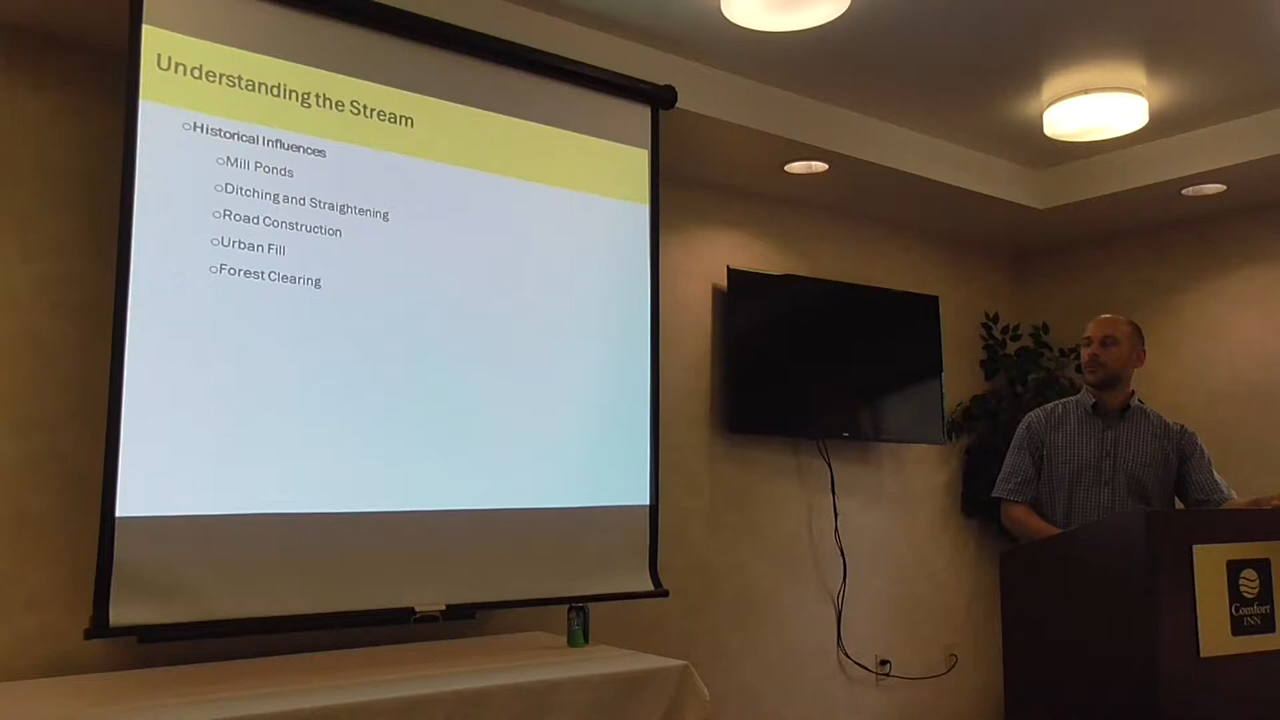 Understanding the Stream
○Historical Influences
○Mill Ponds
○Ditching and Straightening
○Road Construction
○Urban Fill
○Forest Clearing
Comfort
INN